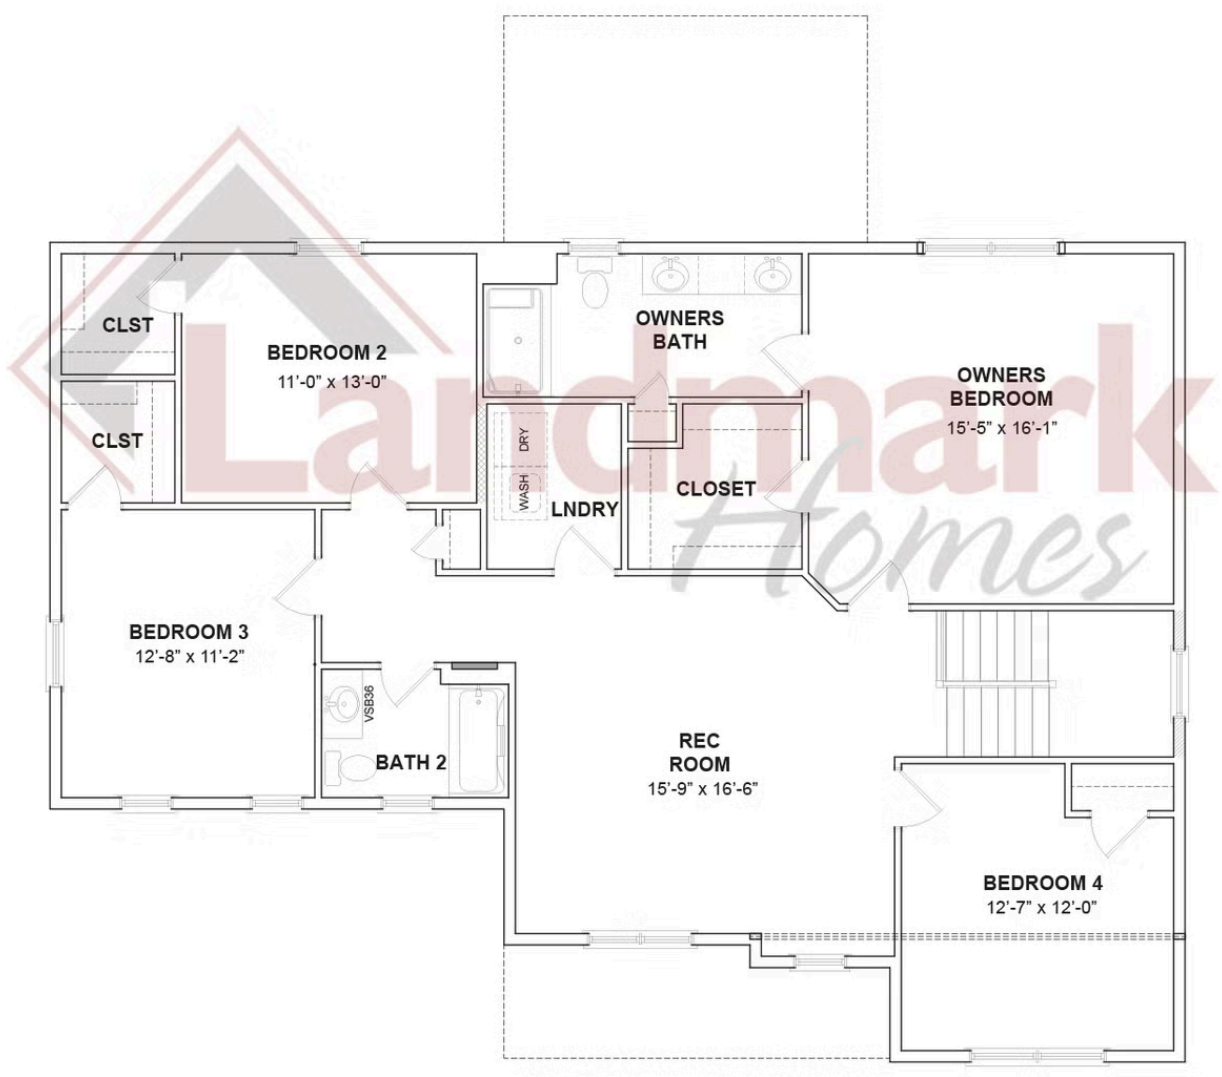 CLST
BEDROOM 2
11'-0” x 13'-0”
CLST
OWNERS
BATH
OWNERS
BEDROOM
15'-5” x 16'-1”
DRY
WASH
LNDRY
CLOSET
Landmark
Homes
BEDROOM 3
12'-8” x 11'-2”
VSB36
BATH 2
REC
ROOM
15'-9” x 16'-6”
BEDROOM 4
12'-7” x 12'-0”